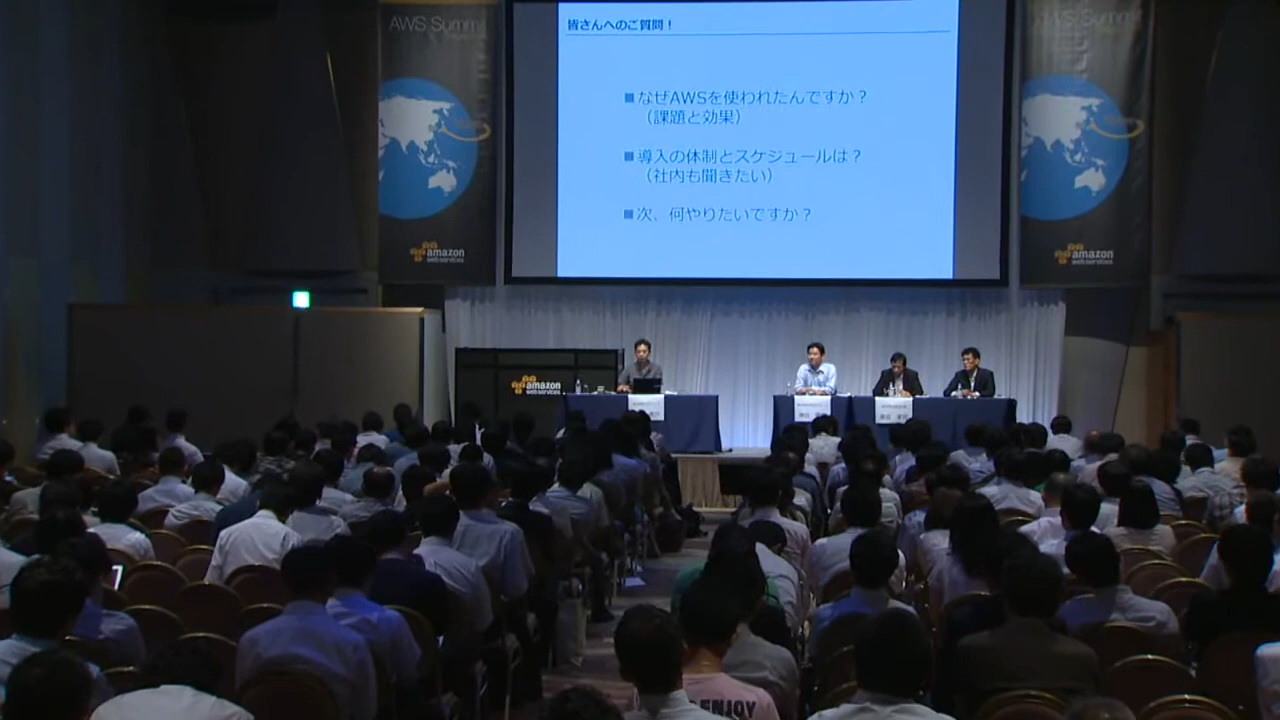 AWS Summit
皆さんへのご質問！
AWS Summit
■なぜAWSを使われたんですか？
（課題と効果）
■導入の体制とスケジュールは？
（社内も聞きたい）
■次、何やりたいですか？
amazon
web services
amazon
web services
amazon
web services
ENJOY